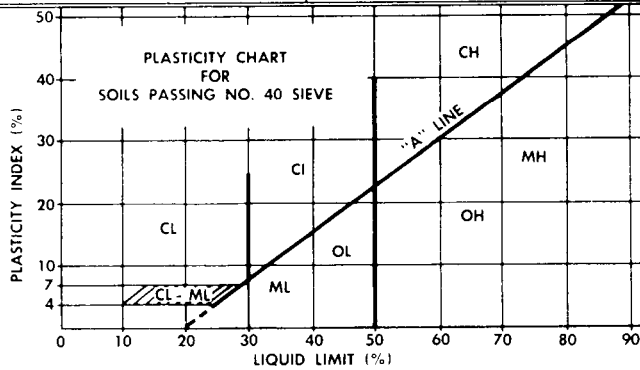 PLASTICITY CHART
FOR
SOILS PASSING NO. 40 SIEVE
PLASTICITY INDEX (%)
50
40
30
20
10
7
4
CH
"A" LINE
CI
MH
CL
OH
OL
CL - ML
ML
0
10
20
30
40
50
60
70
80
90
LIQUID LIMIT (%)